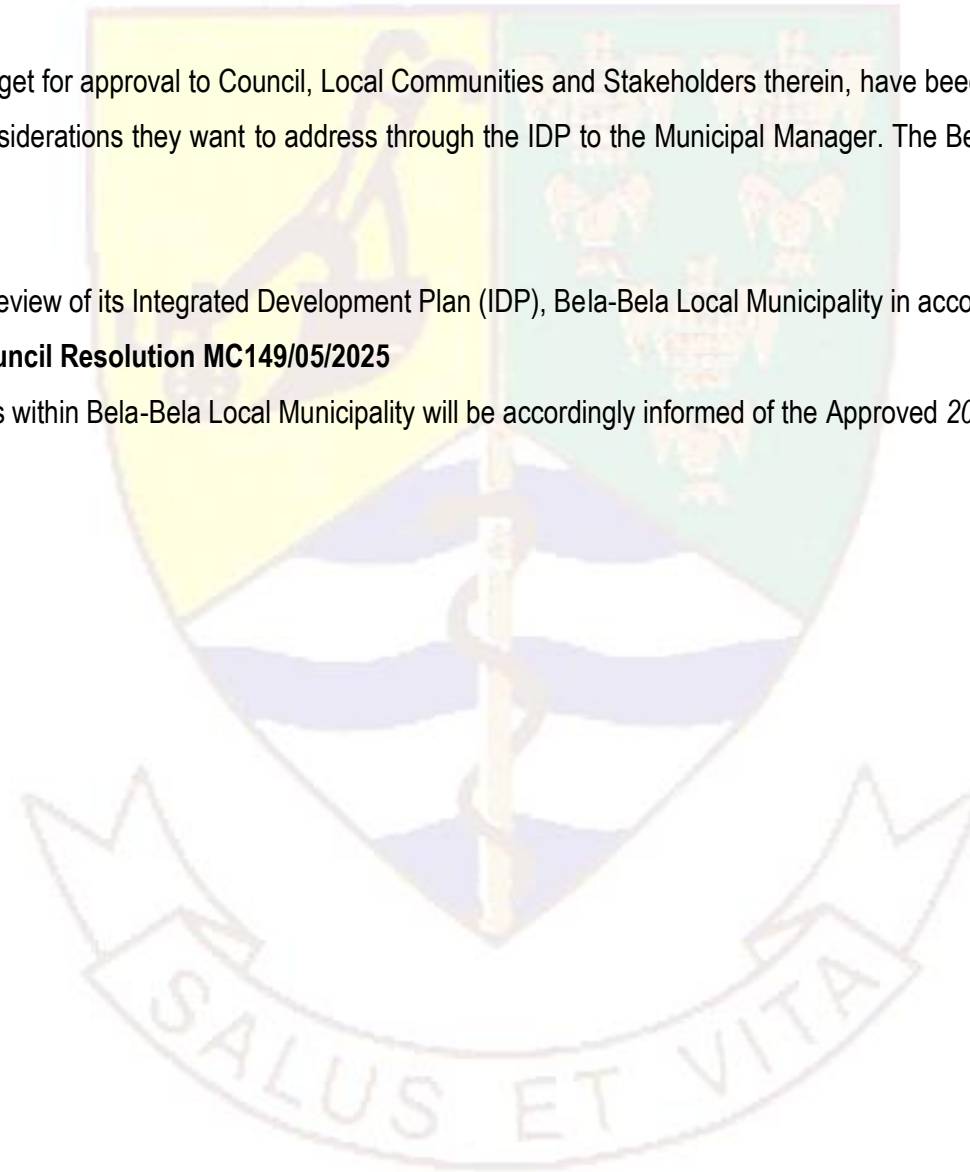 get for approval to Council, Local Communities and Stakeholders therein, have beed
siderations they want to address through the IDP to the Municipal Manager. The Be
eview of its Integrated Development Plan (IDP), Bela-Bela Local Municipality in acco
uncil Resolution MC149/05/2025
s within Bela-Bela Local Municipality will be accordingly informed of the Approved 20
SALUS ET VITA